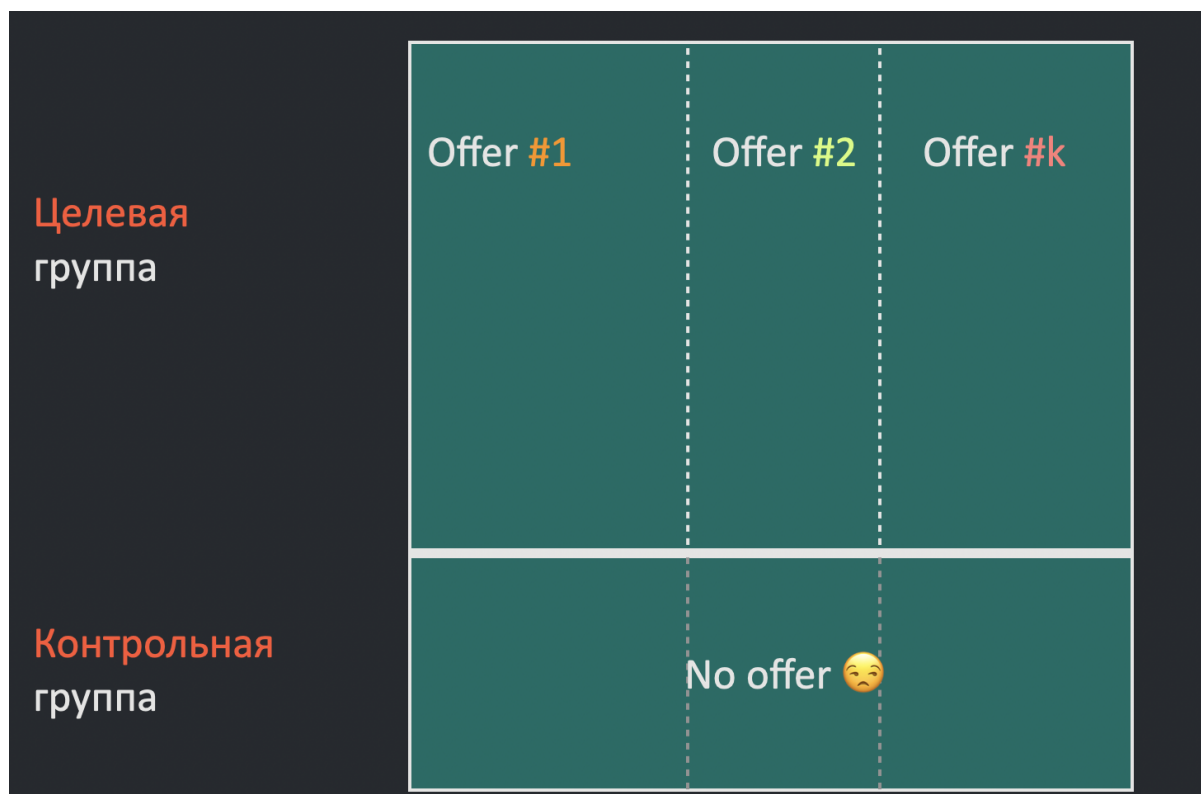 Offer #1
Offer #2
Offer #k
Целевая
группа
Контрольная
группа
No offer 😒